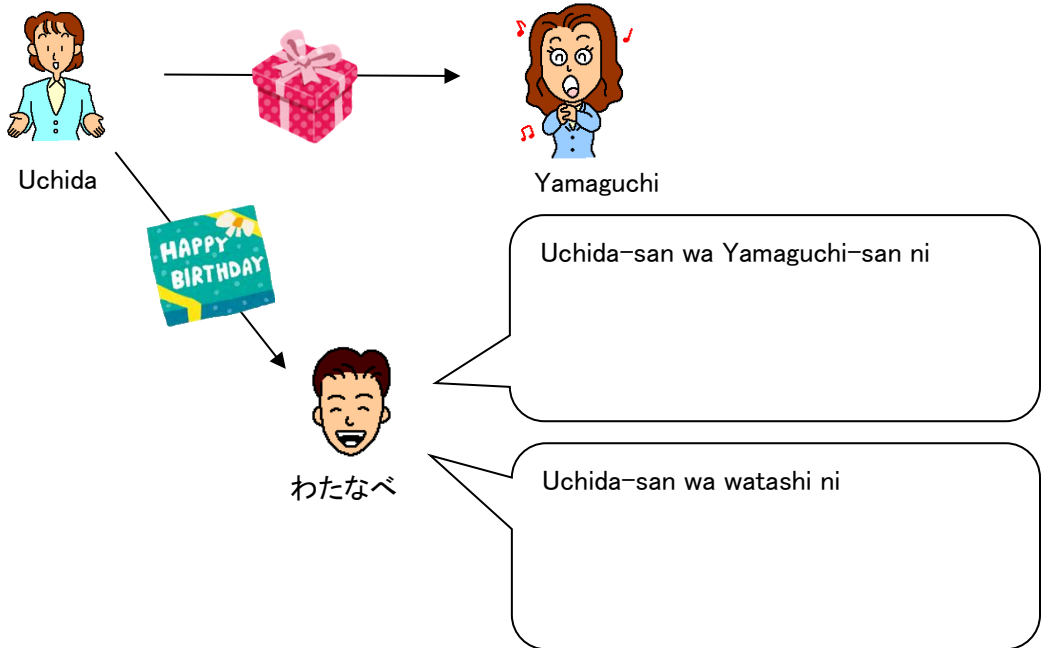 Uchida
Yamaguchi
HAPPY
BIRTHDAY
Uchida-san wa Yamaguchi-san ni
わたなべ
Uchida-san wa watashi ni